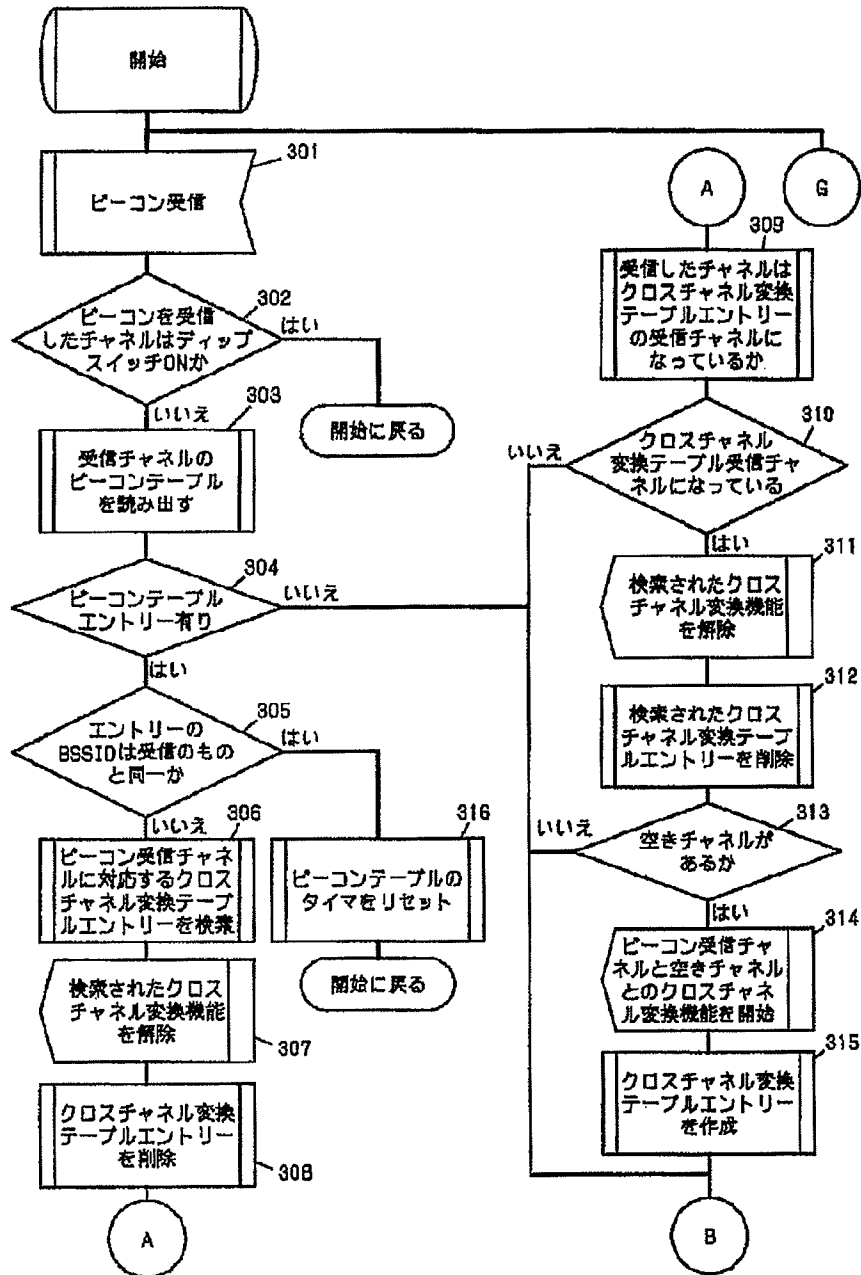 開始
301
ビーコン受信
302
ビーコンを受信
したチャネルはディップ
スイッチONか
はい
開始に戻る
いいえ
303
受信チャネルの
ビーコンテーブル
を読み出す
304
ビーコンテーブル
エントリー有り
いいえ
はい
305
エントリーの
BSSIDは受信のもの
と同一か
はい
いいえ
306
ビーコン受信チャネ
ルに対応するクロス
チャネル変換テーブ
ルエントリーを検索
316
ビーコンテーブルの
タイマをリセット
開始に戻る
検索されたクロス
チャネル変換機能
を解除
307
クロスチャネル変換
テーブルエントリー
を削除
308
A
A
G
309
受信したチャネルは
クロスチャネル変換
テーブルエントリー
の受信チャネルに
なっているか
310
クロスチャネル
変換テーブル受信チャ
ネルになっている
いいえ
はい
311
検索されたクロス
チャネル変換機能
を解除
312
検索されたクロス
チャネル変換テーブ
ルエントリーを削除
313
空きチャネルが
あるか
いいえ
はい
314
ビーコン受信チャ
ネルと空きチャネル
とのクロスチャネ
ル変換機能を開始
315
クロスチャネル変換
テーブルエントリー
を作成
B